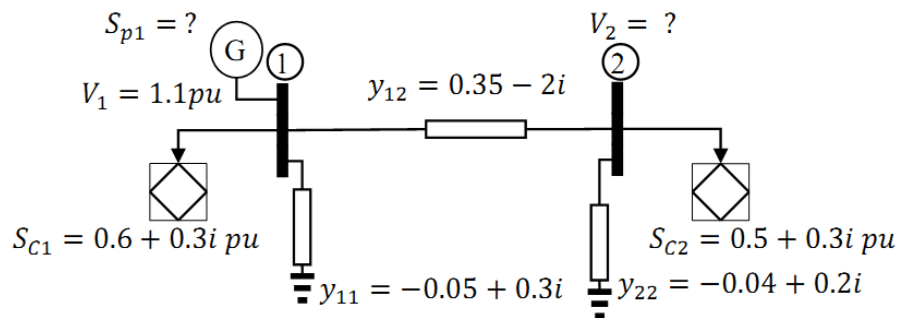 S_{p1} = ?
V_2 = ?
G
1
2
V_1 = 1.1pu
y_{12} = 0.35 − 2i
S_{C1} = 0.6 + 0.3i pu
S_{C2} = 0.5 + 0.3i pu
y_{11} = −0.05 + 0.3i
y_{22} = −0.04 + 0.2i